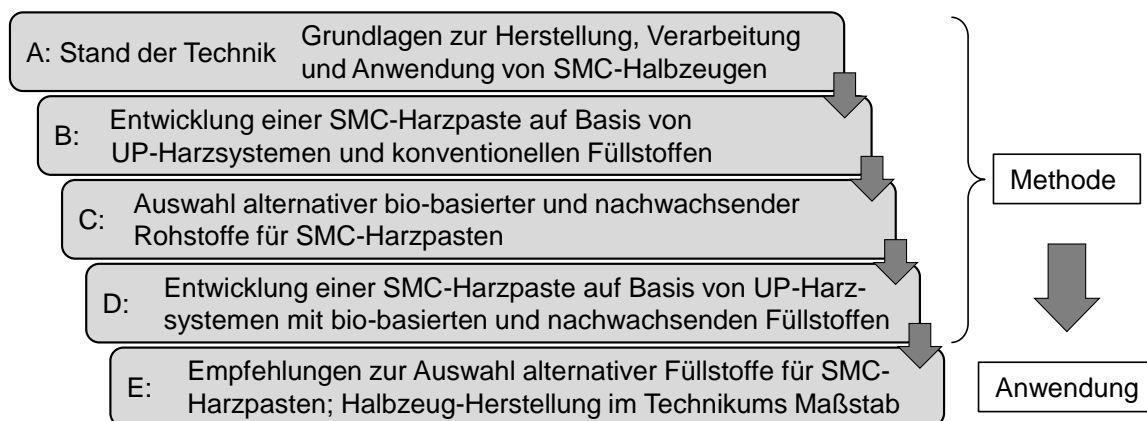 A: Stand der Technik
Grundlagen zur Herstellung, Verarbeitung
und Anwendung von SMC-Halbzeugen
B:
Entwicklung einer SMC-Harzpaste auf Basis von
UP-Harzsystemen und konventionellen Füllstoffen
C:
Auswahl alternativer bio-basierter und nachwachsender
Rohstoffe für SMC-Harzpasten
D:
Entwicklung einer SMC-Harzpaste auf Basis von UP-Harz-
systemen mit bio-basierten und nachwachsenden Füllstoffen
E:
Empfehlungen zur Auswahl alternativer Füllstoffe für SMC-
Harzpasten; Halbzeug-Herstellung im Technikums Maßstab
Methode
Anwendung